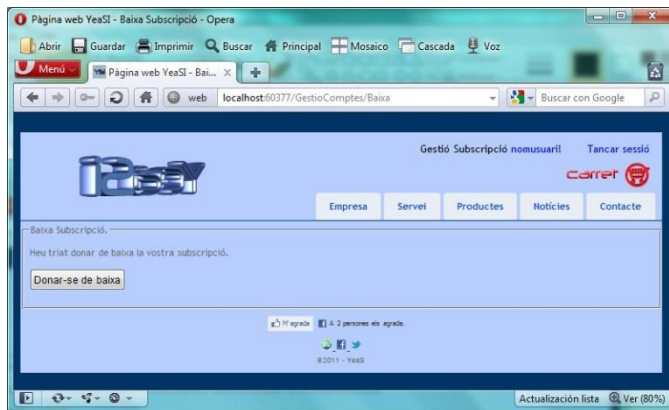 Pàgina web YeaSI - Baixa Subscripció - Opera
Abrir Guardar Imprimir Buscar Principal Mosaico Cascada Voz
Menú Pàgina web YeaSI - Bai...
web localhost:60377/GestioComptes/Baixa Buscar con Google
Gestió Subscripció nomusuari! Tancar sessió
carret
Empresa Servei Productes Notícies Contacte
Baixa Subscripció.
Heu triat donar de baixa la vostra subscripció.
Donar-se de baixa
M'agrada A 2 persones els agrada.
©2011 - YeaSI
Actualización lista Ver (80%)